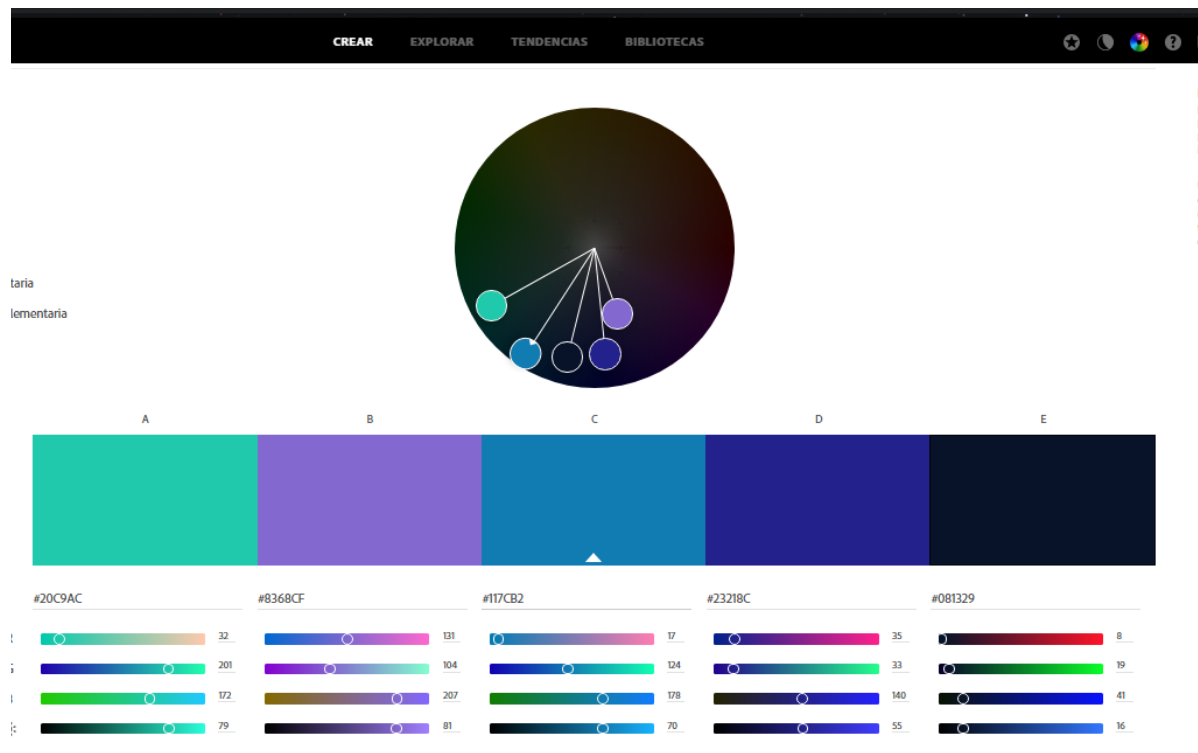 CREAR EXPLORAR TENDENCIAS BIBLIOTECAS
taria
lementaria
A B C D E
#20C9AC #8368CF #117CB2 #23218C #081329
32 131 17 35 8
G 201 104 124 33 19
172 207 178 140 41
79 81 70 55 16